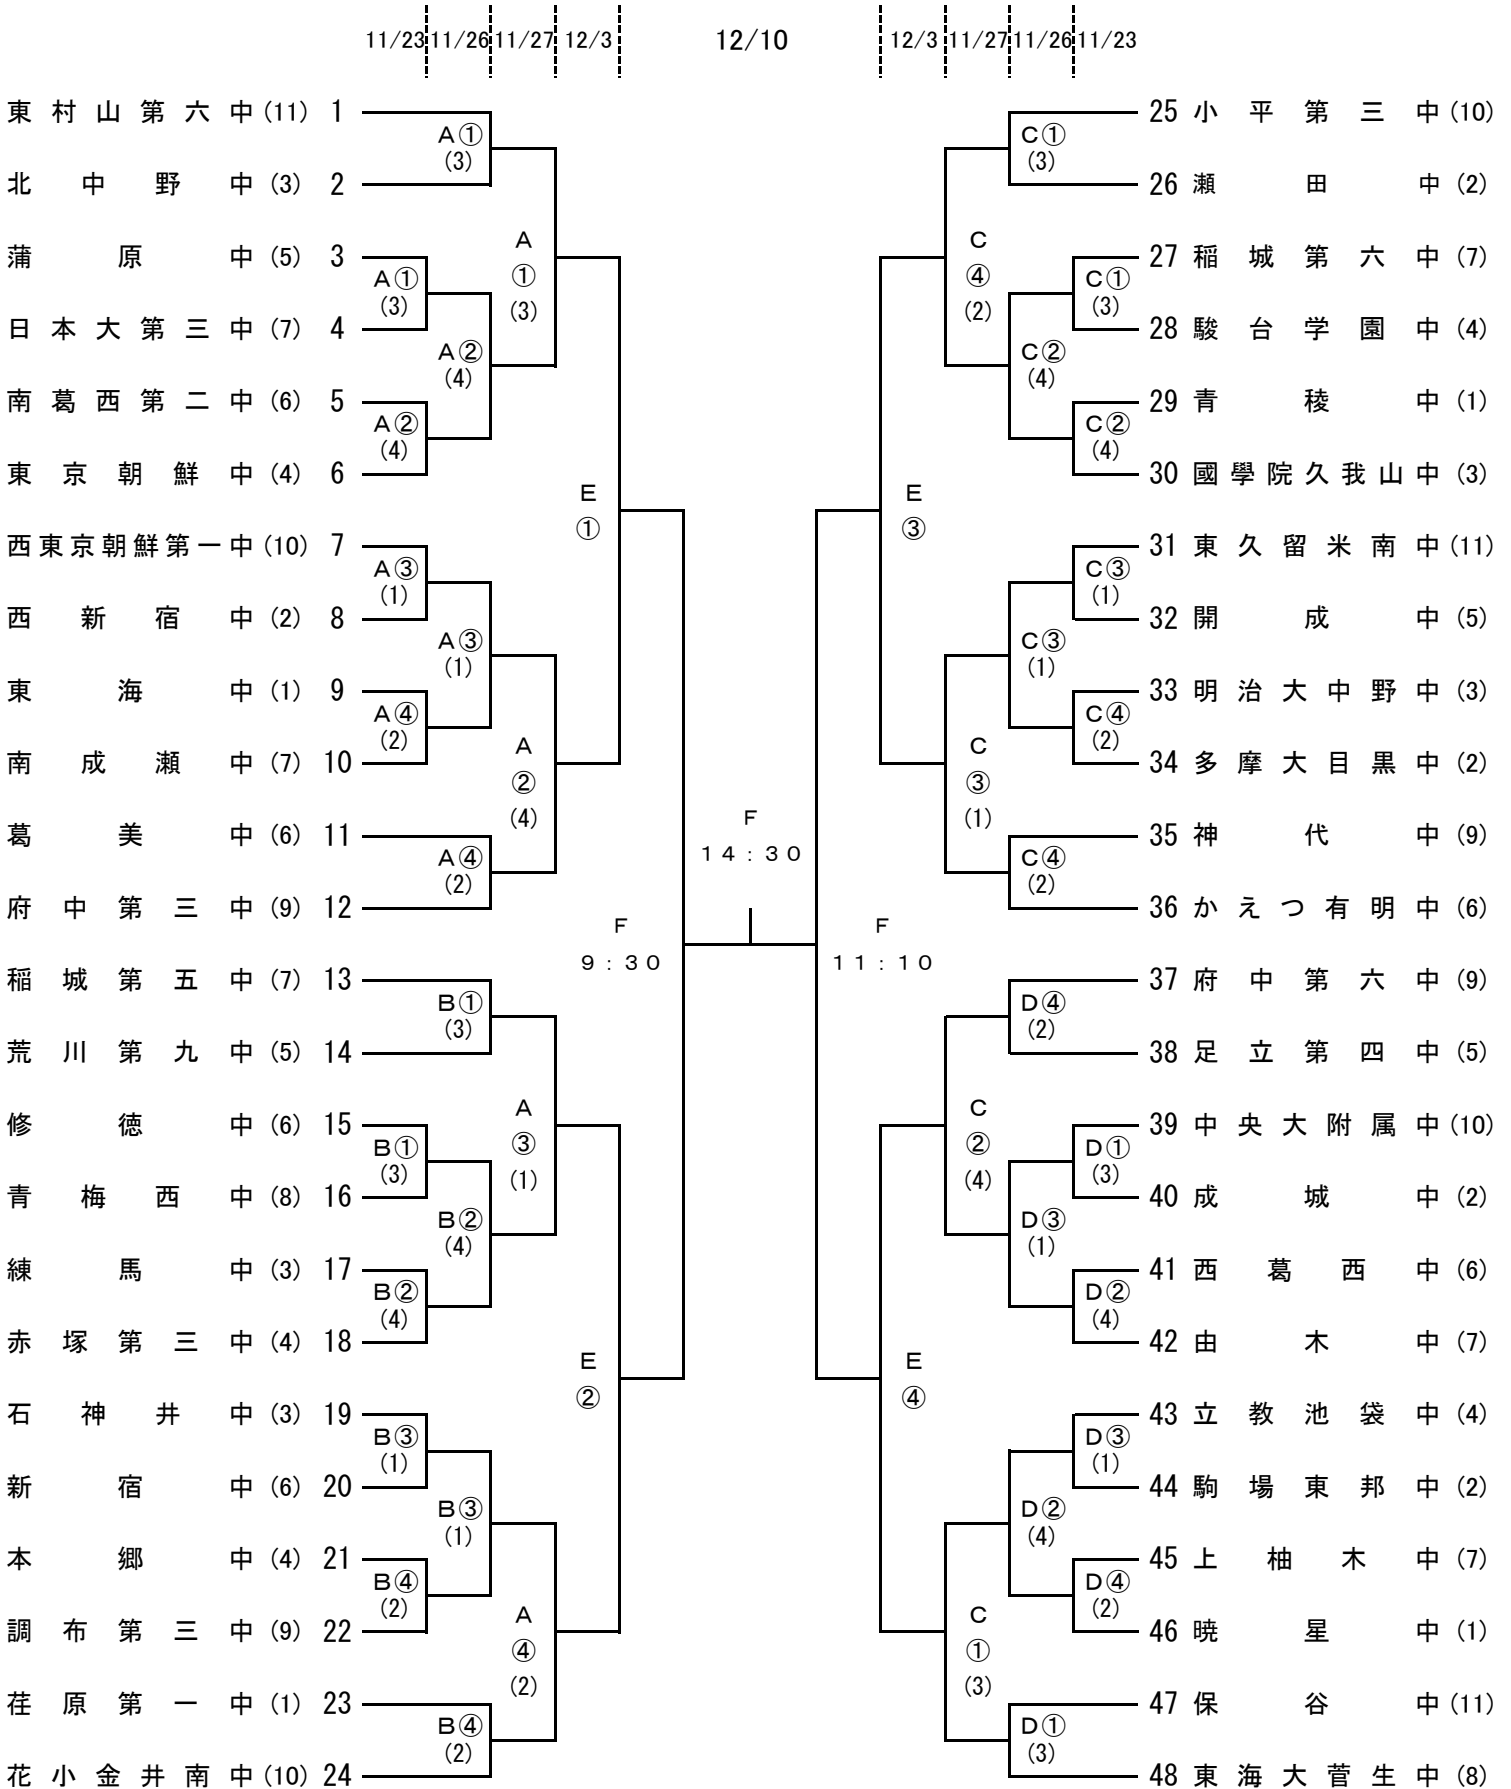 11/23 11/26 11/27 12/3 12/10 12/3 11/27 11/26 11/23
東村山第六中(11) 1
A①
(3)
北中野中(3) 2
A
①
(3)
蒲原中(5) 3
A①
(3)
日本大第三中(7) 4
A②
(4)
南葛西第二中(6) 5
A②
(4)
東京朝鮮中(4) 6
E
①
西東京朝鮮第一中(10) 7
A③
(1)
西新宿中(2) 8
A③
(1)
東海中(1) 9
A④
(2)
南成瀬中(7) 10
A
②
(4)
葛美中(6) 11
A④
(2)
府中第三中(9) 12
F
9:30
稲城第五中(7) 13
B①
(3)
荒川第九中(5) 14
A
③
(1)
修徳中(6) 15
B①
(3)
青梅西中(8) 16
B②
(4)
練馬中(3) 17
B②
(4)
赤塚第三中(4) 18
E
②
石神井中(3) 19
B③
(1)
新宿中(6) 20
B③
(1)
本郷中(4) 21
B④
(2)
調布第三中(9) 22
A
④
(2)
荏原第一中(1) 23
B④
(2)
花小金井南中(10) 24
F
14:30
25 小平第三中(10)
C①
(3)
26 瀬田中(2)
C
④
(2)
27 稲城第六中(7)
C①
(3)
28 駿台学園中(4)
C②
(4)
29 青稜中(1)
C②
(4)
30 國學院久我山中(3)
E
③
31 東久留米南中(11)
C③
(1)
32 開成中(5)
C③
(1)
33 明治大中野中(3)
C④
(2)
34 多摩大目黒中(2)
C
③
(1)
35 神代中(9)
C④
(2)
36 かえつ有明中(6)
F
11:10
37 府中第六中(9)
D④
(2)
38 足立第四中(5)
C
②
(4)
39 中央大附属中(10)
D①
(3)
40 成城中(2)
D③
(1)
41 西葛西中(6)
D②
(4)
42 由木中(7)
E
④
43 立教池袋中(4)
D③
(1)
44 駒場東邦中(2)
D②
(4)
45 上柚木中(7)
D④
(2)
46 暁星中(1)
C
①
(3)
47 保谷中(11)
D①
(3)
48 東海大菅生中(8)